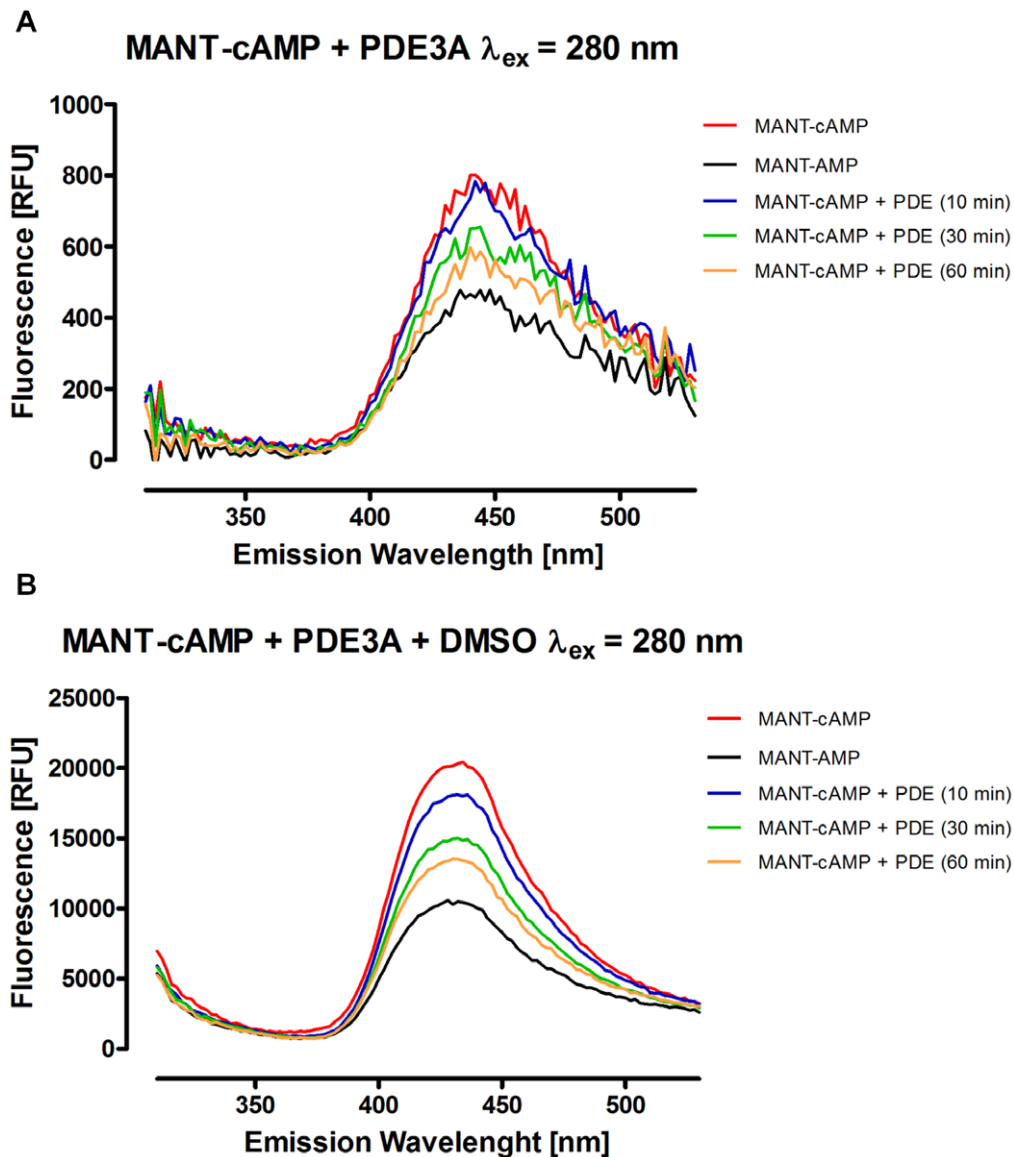 A
MANT-cAMP + PDE3A λex = 280 nm
1000
800
600
400
200
0
Fluorescence [RFU]
350 400 450 500
Emission Wavelength [nm]
MANT-cAMP
MANT-AMP
MANT-cAMP + PDE (10 min)
MANT-cAMP + PDE (30 min)
MANT-cAMP + PDE (60 min)
B
MANT-cAMP + PDE3A + DMSO λex = 280 nm
25000
20000
15000
10000
5000
0
Fluorescence [RFU]
350 400 450 500
Emission Wavelenght [nm]
MANT-cAMP
MANT-AMP
MANT-cAMP + PDE (10 min)
MANT-cAMP + PDE (30 min)
MANT-cAMP + PDE (60 min)